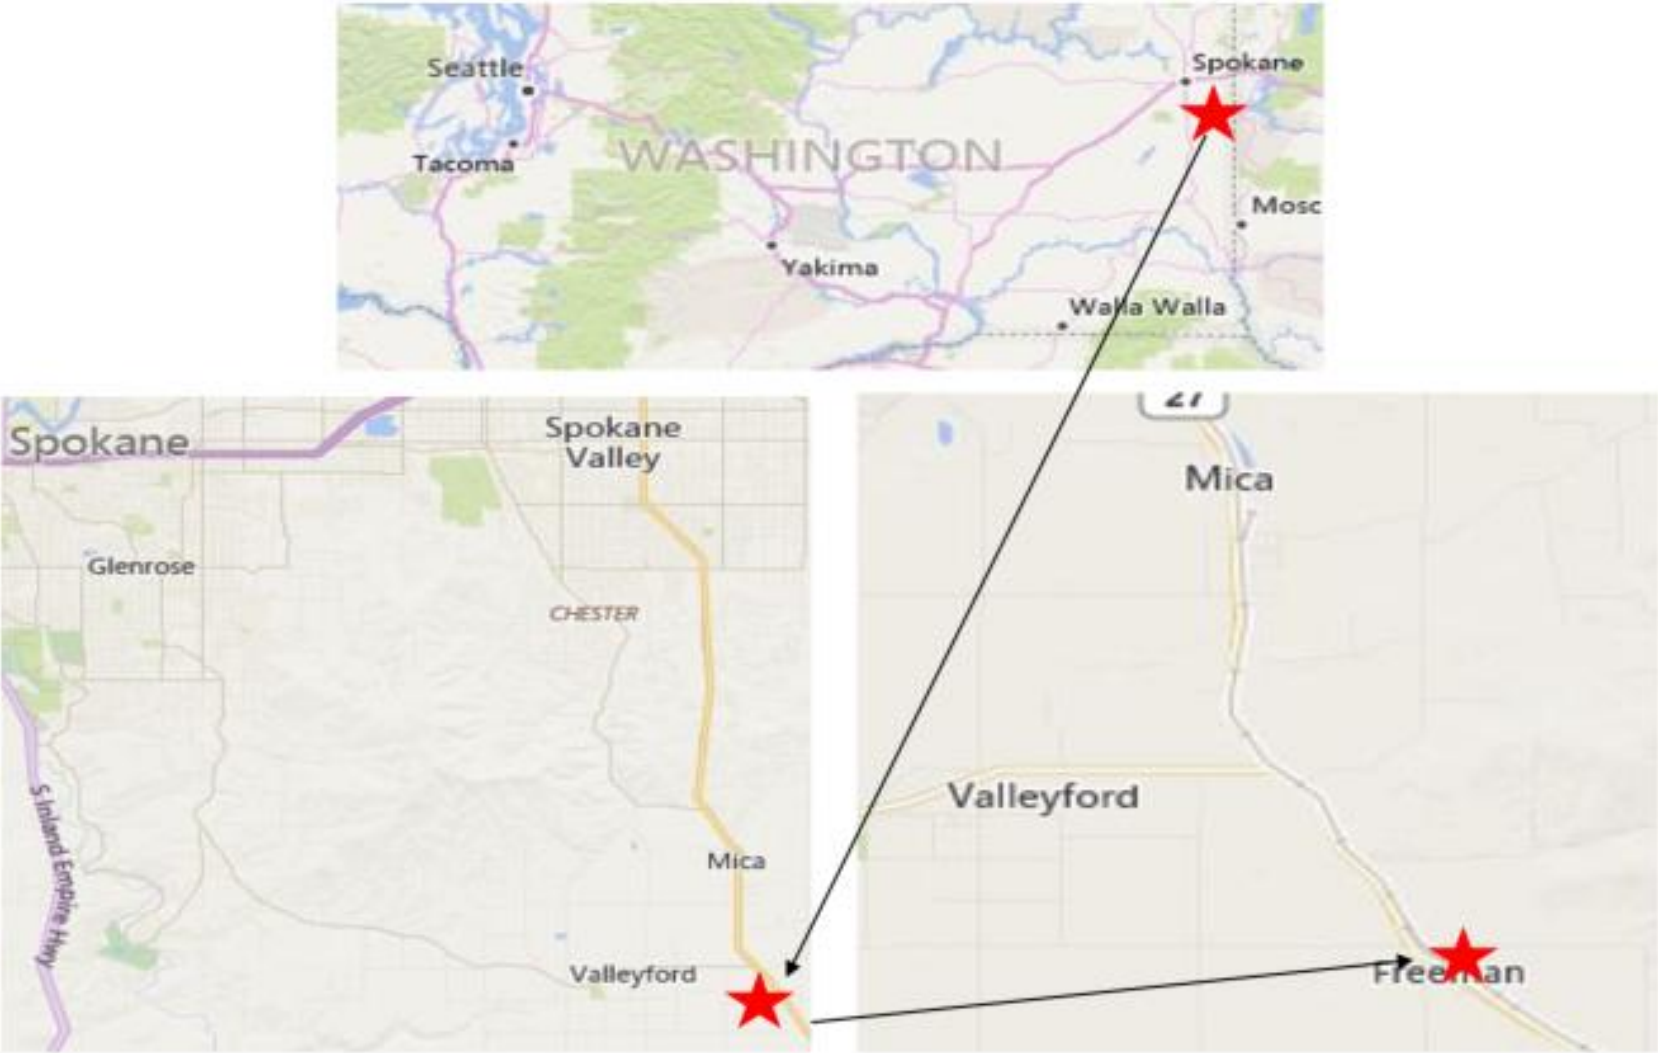 Seattle
Spokane
WASHINGTON
Tacoma
Mosc
Yakima
Walla Walla
Spokane
Spokane
Valley
Glenrose
CHESTER
S Inland Empire Hwy
Mica
Valleyford
27
Mica
Valleyford
Freeman